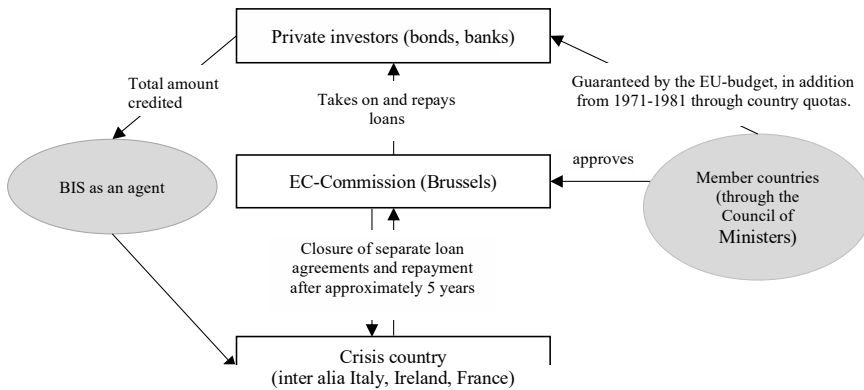 Private investors (bonds, banks)
Total amount
credited
Takes on and repays
loans
Guaranteed by the EU-budget, in addition
from 1971-1981 through country quotas.
BIS as an agent
EC-Commission (Brussels)
approves
Member countries
(through the
Council of
Ministers)
Closure of separate loan
agreements and repayment
after approximately 5 years
Crisis country
(inter alia Italy, Ireland, France)